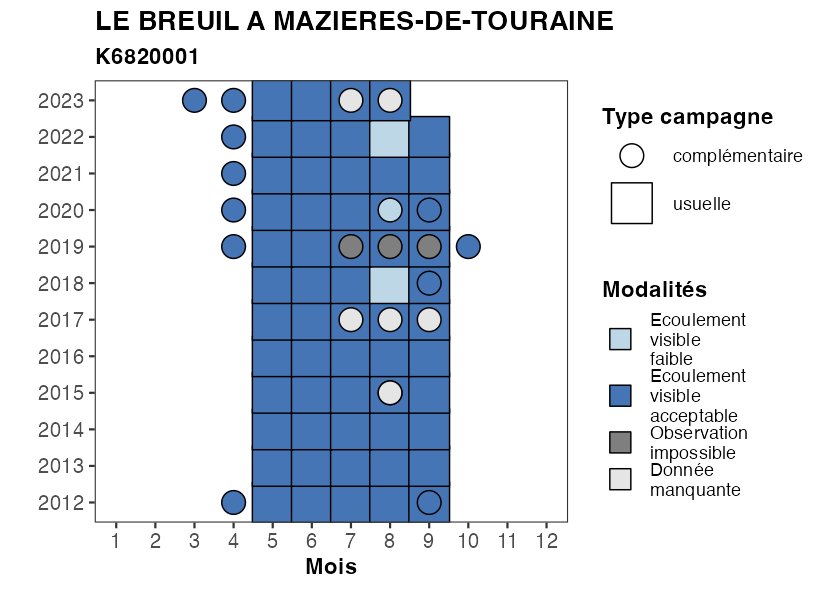 LE BREUIL A MAZIERES-DE-TOURAINE
K6820001
2023
2022
2021
2020
2019
2018
2017
2016
2015
2014
2013
2012
1 2 3 4 5 6 7 8 9 10 11 12
Mois
Type campagne
complémentaire
usuelle
Modalités
Ecoulement
visible
faible
Ecoulement
visible
acceptable
Observation
impossible
Donnée
manquante